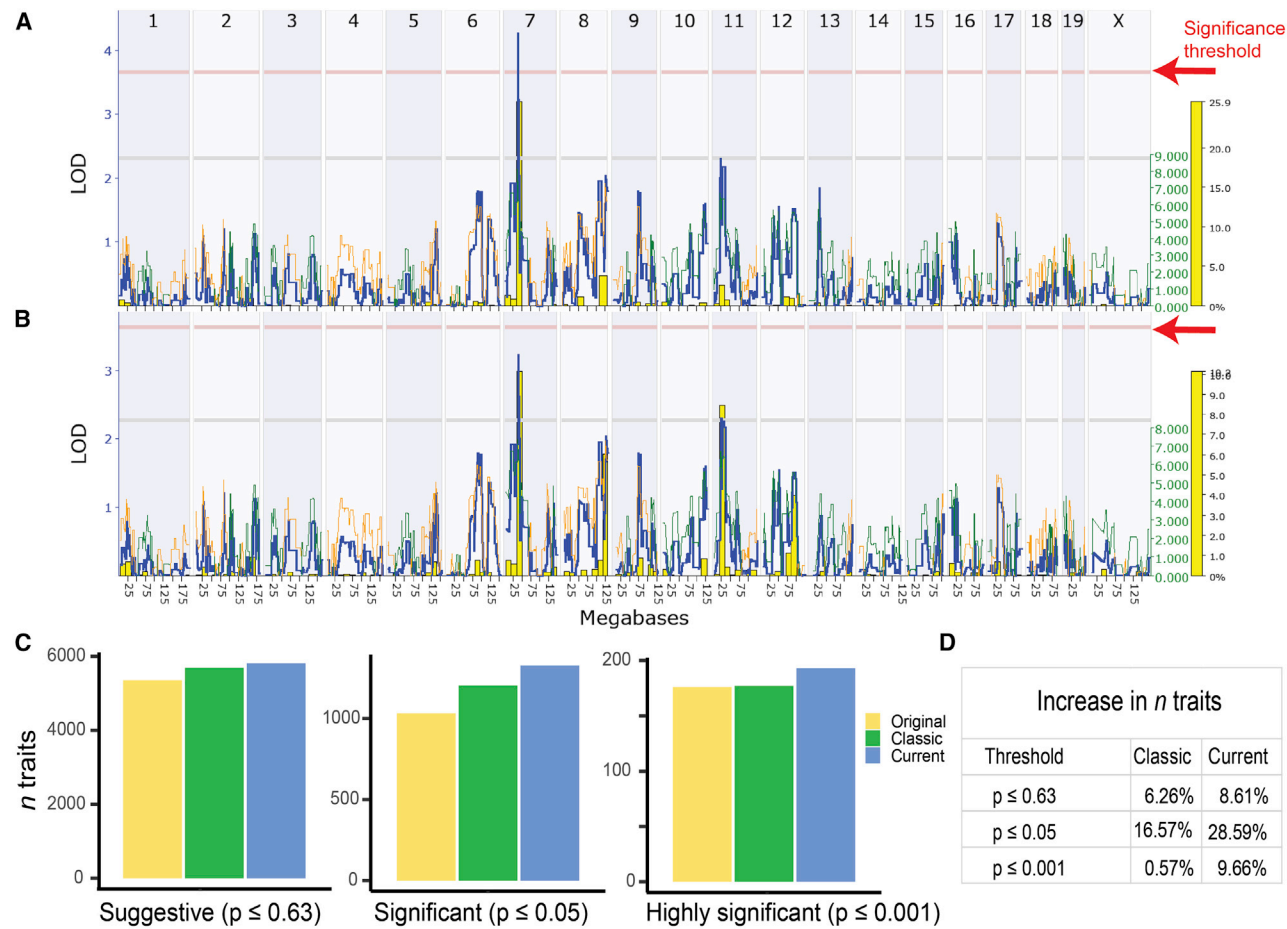 A
1 2 3 4 5 6 7 8 9 10 11 12 13 14 15 16 17 18 19 X
Significance
threshold
4
3
2
1
LOD
25.9
20.0
15.0
10.0
5.0
0%
9.000
8.000
7.000
6.000
5.000
4.000
3.000
2.000
1.000
0.000
B
3
2
1
LOD
10.0
9.0
8.0
7.0
6.0
5.0
4.0
3.0
2.0
1.0
0%
8.000
7.000
6.000
5.000
4.000
3.000
2.000
1.000
0.000
25 75 125 175 25 75 125 175 25 75 125 25 75 125 25 75 125 25 75 125 25 75 125 25 75 125 25 75 25 75 125 25 75 25 75 25 75 25 75 25 75 25 75 25 75 25 75 25 25 75 125
Megabases
C
n traits
6000
4000
2000
0
Suggestive (p ≤ 0.63)
1000
500
0
Significant (p ≤ 0.05)
200
100
0
Highly significant (p ≤ 0.001)
Original
Classic
Current
D
Increase in n traits
Threshold Classic Current
p ≤ 0.63 6.26% 8.61%
p ≤ 0.05 16.57% 28.59%
p ≤ 0.001 0.57% 9.66%